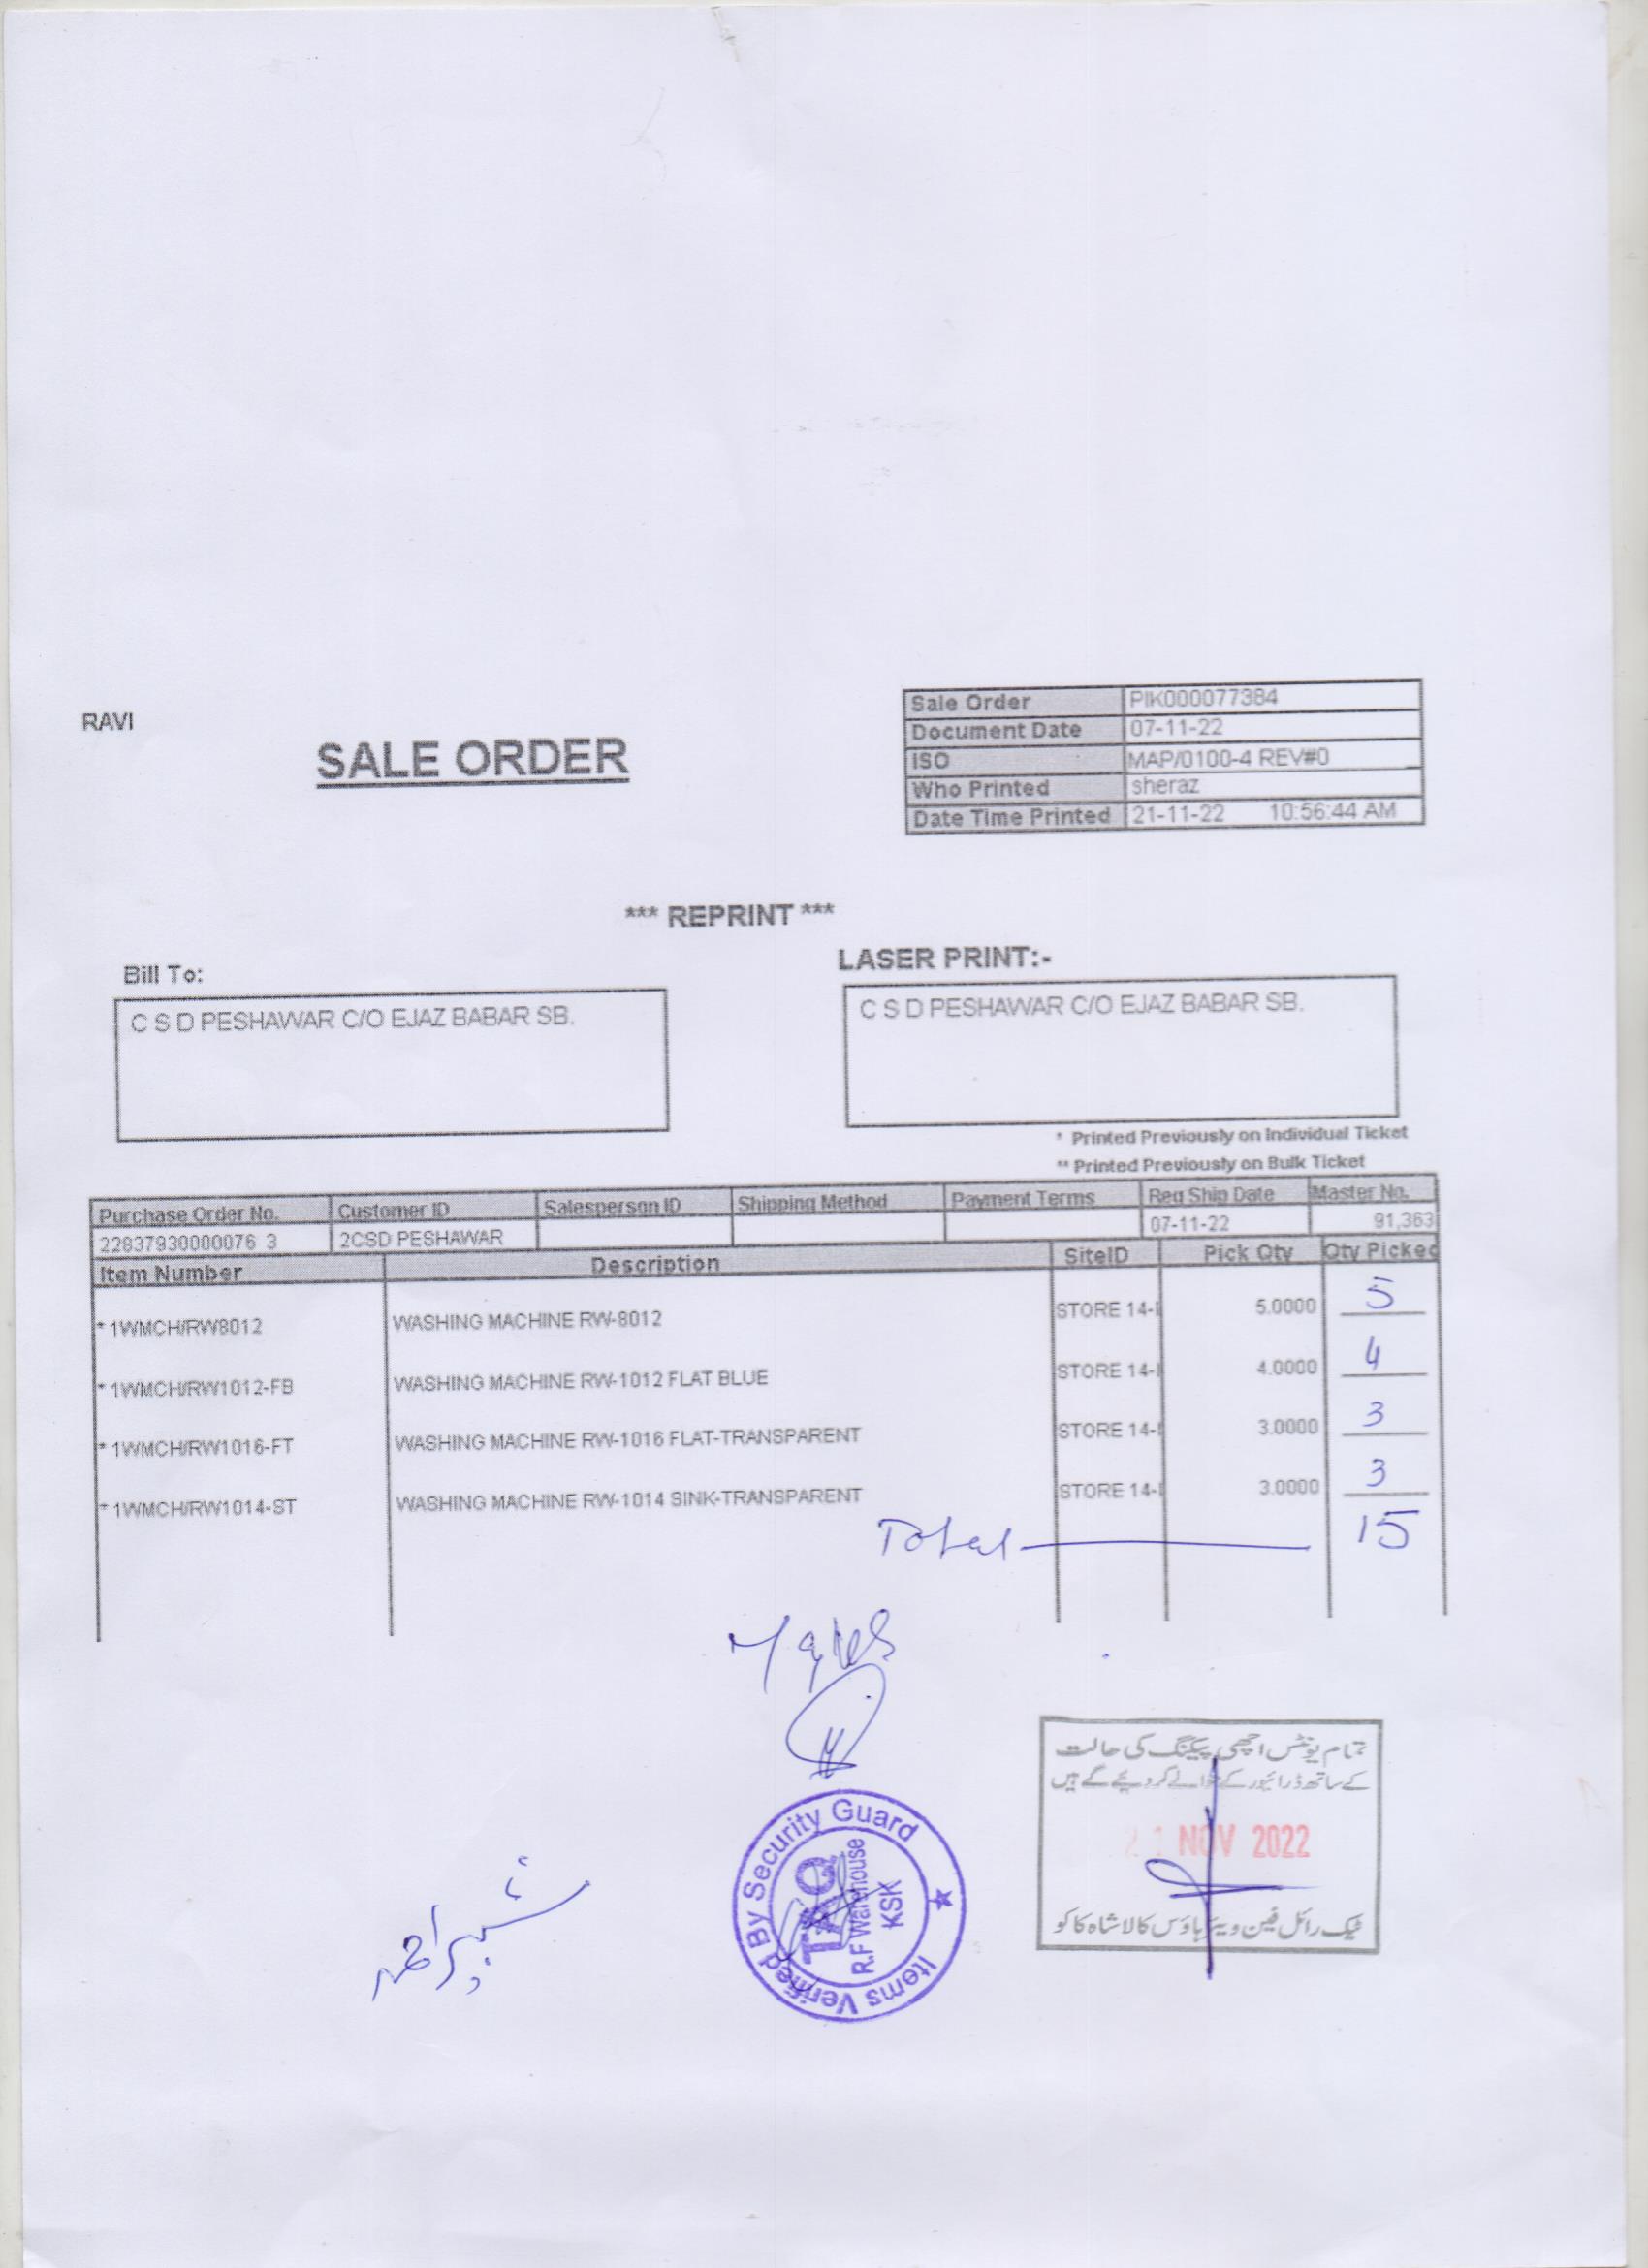 RAVI
SALE ORDER
Sale Order PIK000077384
Document Date 07-11-22
ISO MAP/0100-4 REV#0
Who Printed sheraz
Date Time Printed 21-11-22 10:56:44 AM
*** REPRINT ***
Bill To:
C S D PESHAWAR C/O EJAZ BABAR SB.
LASER PRINT:-
C S D PESHAWAR C/O EJAZ BABAR SB.
* Printed Previously on Individual Ticket
** Printed Previously on Bulk Ticket
Purchase Order No. Customer ID Salesperson ID Shipping Method Payment Terms Req Ship Date Master No.
22837930000076 3 2CSD PESHAWAR 07-11-22 91,363
Item Number Description SiteID Pick Qty Qty Picked
* 1WMCH/RW8012 WASHING MACHINE RW-8012 STORE 14- 5.0000 5
* 1WMCH/RW1012-FB WASHING MACHINE RW-1012 FLAT BLUE STORE 14- 4.0000 4
* 1WMCH/RW1016-FT WASHING MACHINE RW-1016 FLAT-TRANSPARENT STORE 14- 3.0000 3
* 1WMCH/RW1014-ST WASHING MACHINE RW-1014 SINK-TRANSPARENT STORE 14- 3.0000 3
Total 15
تمام یونٹس اچھی پیکنگ کی حالت
کے ساتھ ڈرائیور کے حوالے کر دیئے گے ہیں
21 NOV 2022
ٹیک رائل فین ویئر ہاؤس کالا شاہ کاکو
Items Verified By Security Guard
TAQ
R.F Warehouse
KSK
شبیر احمد